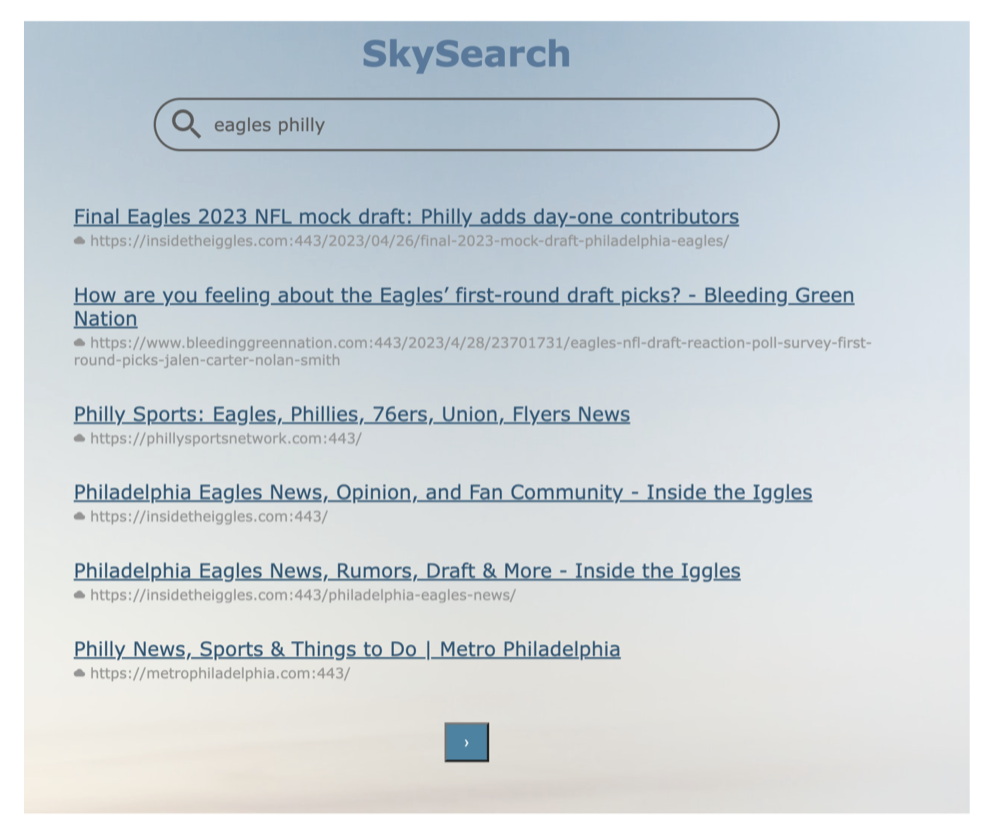 SkySearch
eagles philly
Final Eagles 2023 NFL mock draft: Philly adds day-one contributors
https://insidetheiggles.com:443/2023/04/26/final-2023-mock-draft-philadelphia-eagles/
How are you feeling about the Eagles’ first-round draft picks? - Bleeding Green
Nation
https://www.bleedinggreennation.com:443/2023/4/28/23701731/eagles-nfl-draft-reaction-poll-survey-first-
round-picks-jalen-carter-nolan-smith
Philly Sports: Eagles, Phillies, 76ers, Union, Flyers News
https://phillysportsnetwork.com:443/
Philadelphia Eagles News, Opinion, and Fan Community - Inside the Iggles
https://insidetheiggles.com:443/
Philadelphia Eagles News, Rumors, Draft & More - Inside the Iggles
https://insidetheiggles.com:443/philadelphia-eagles-news/
Philly News, Sports & Things to Do | Metro Philadelphia
https://metrophiladelphia.com:443/
›